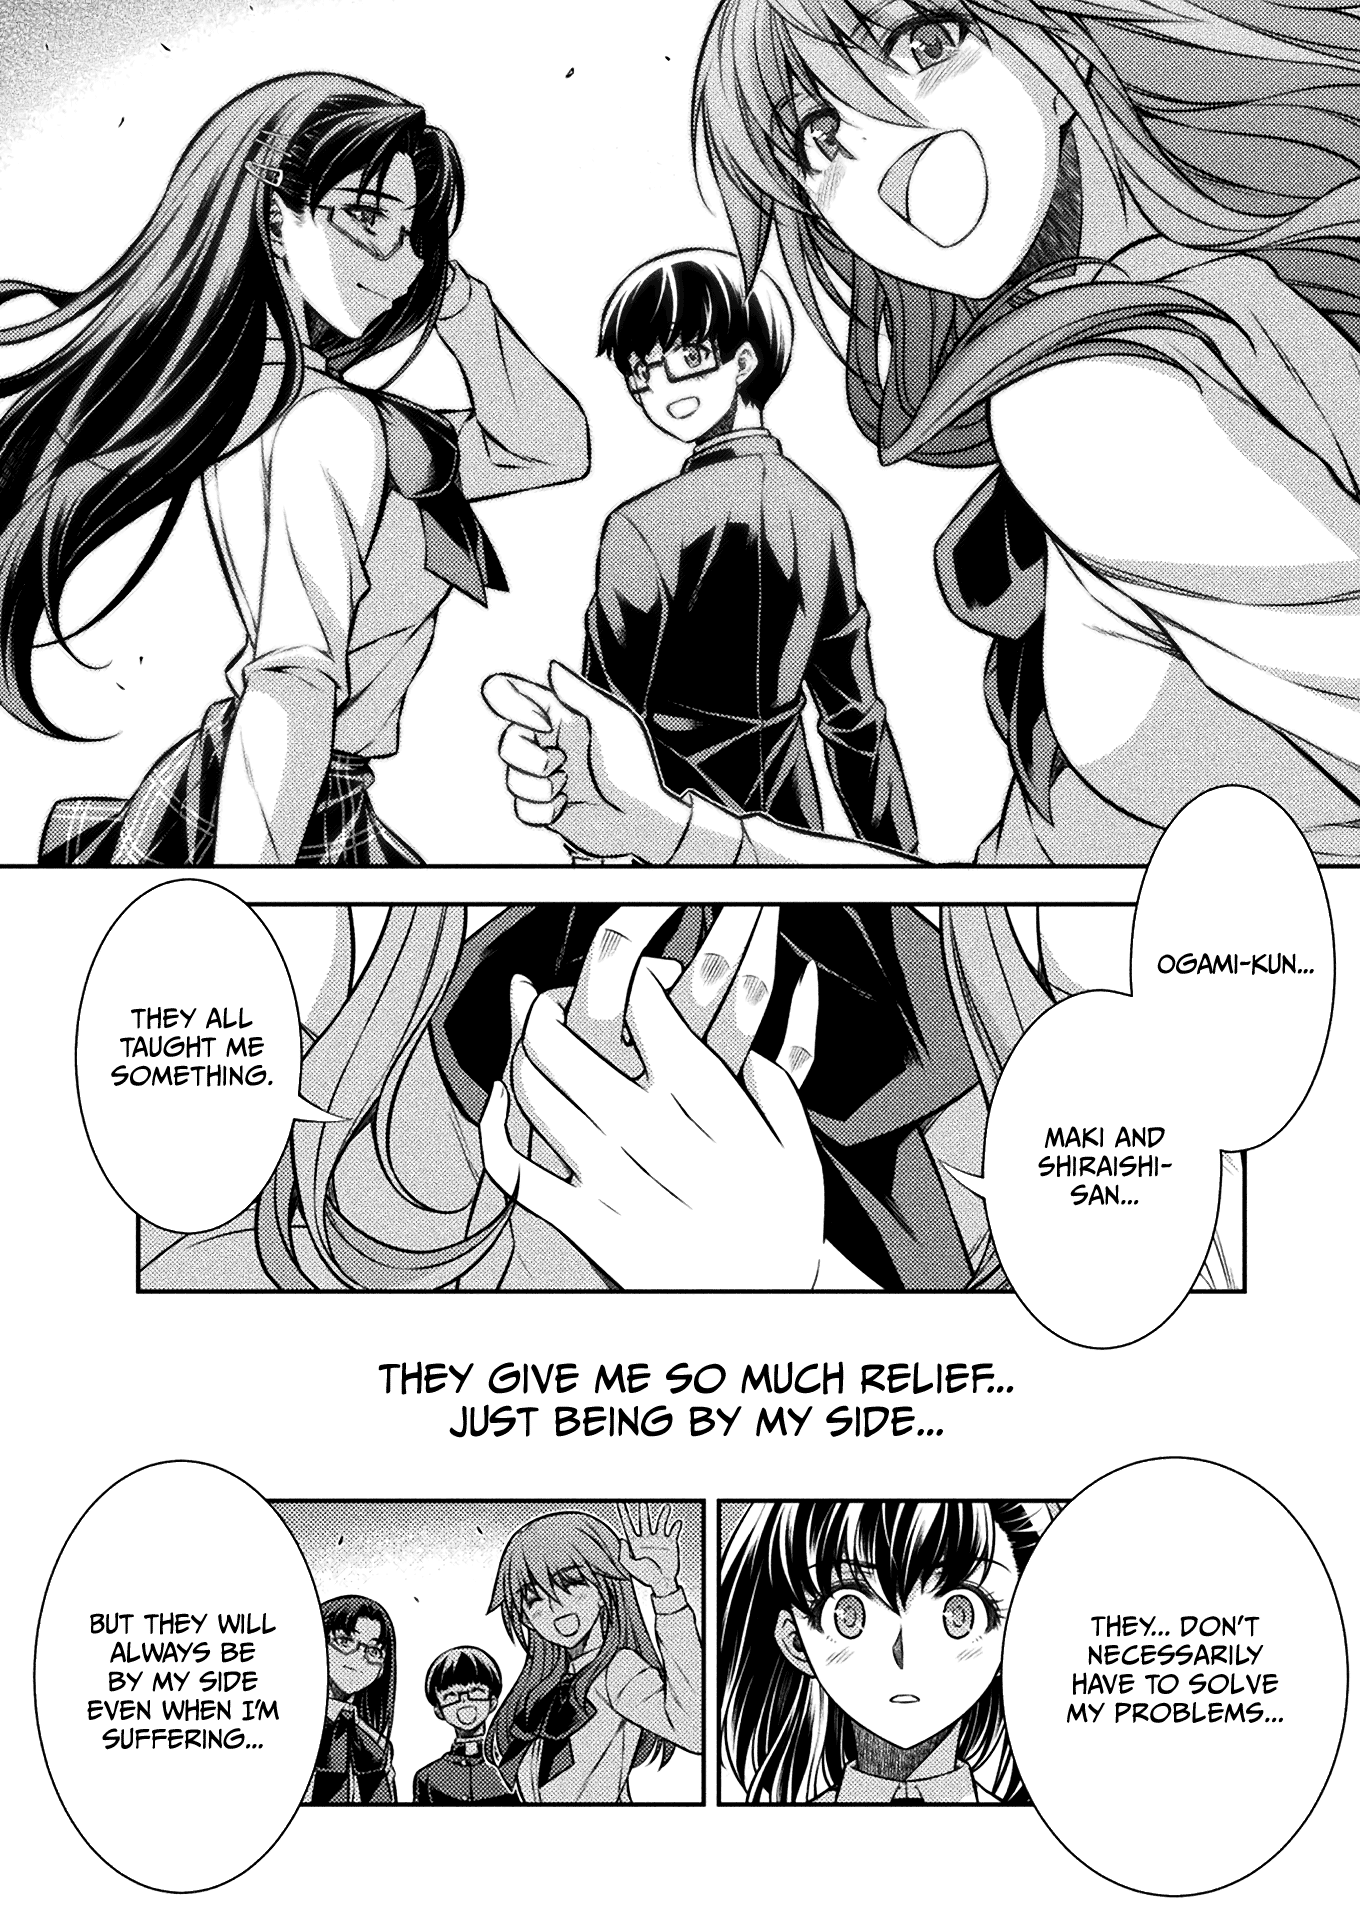 OGAMI-KUN...
MAKI AND
SHIRAISHI-
SAN...
THEY ALL
TAUGHT ME
SOMETHING.
THEY GIVE ME SO MUCH RELIEF...
JUST BEING BY MY SIDE...
THEY... DON'T
NECESSARILY
HAVE TO SOLVE
MY PROBLEMS...
BUT THEY WILL
ALWAYS BE
BY MY SIDE
EVEN WHEN I'M
SUFFERING...